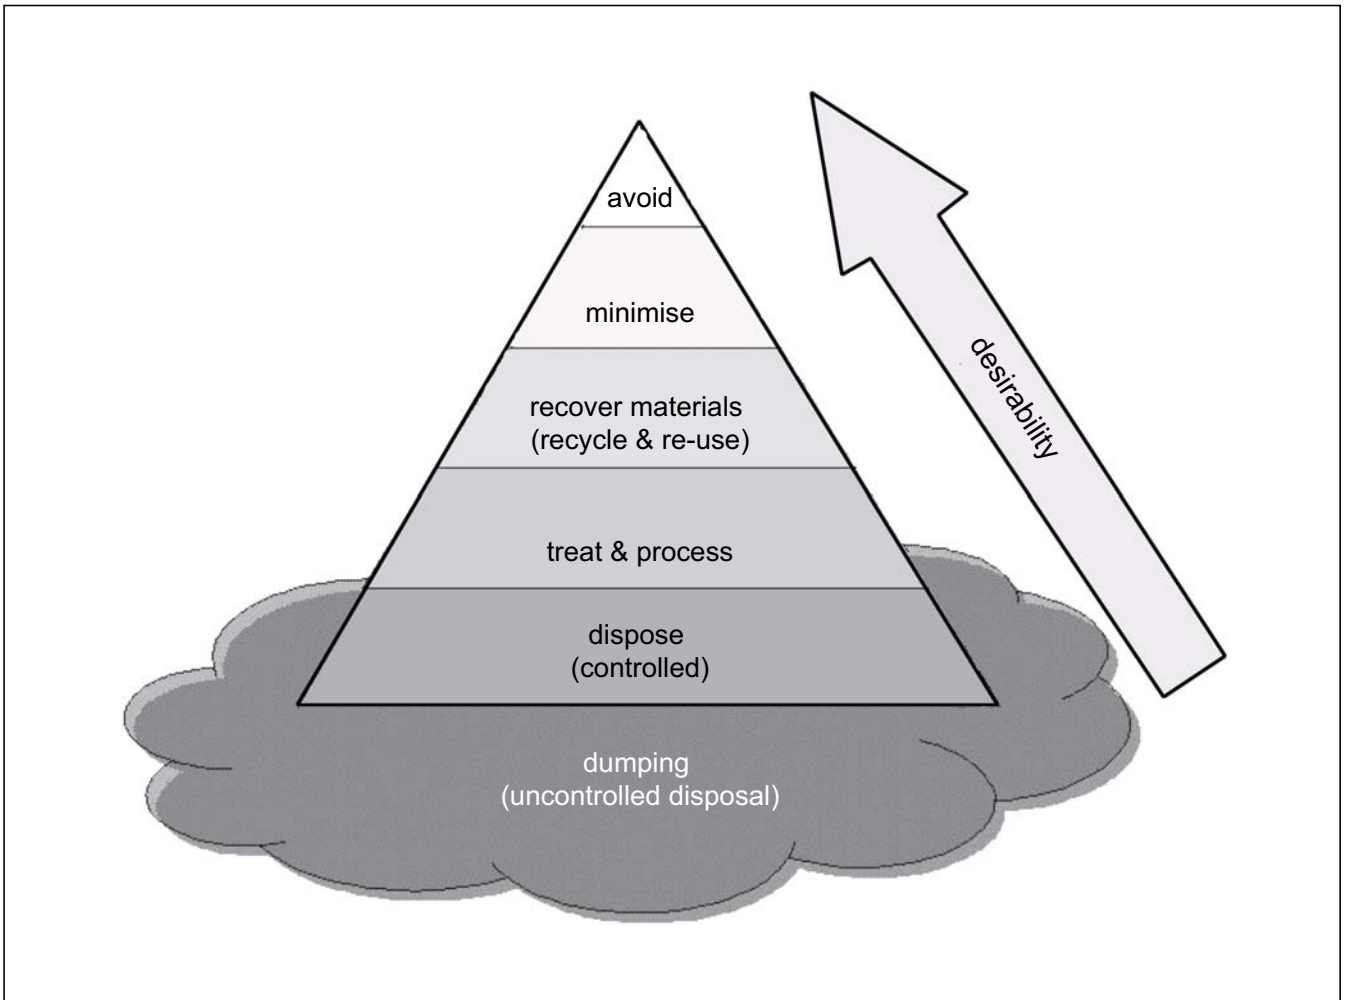 avoid
minimise
recover materials
(recycle & re-use)
treat & process
dispose
(controlled)
dumping
(uncontrolled disposal)
desirability